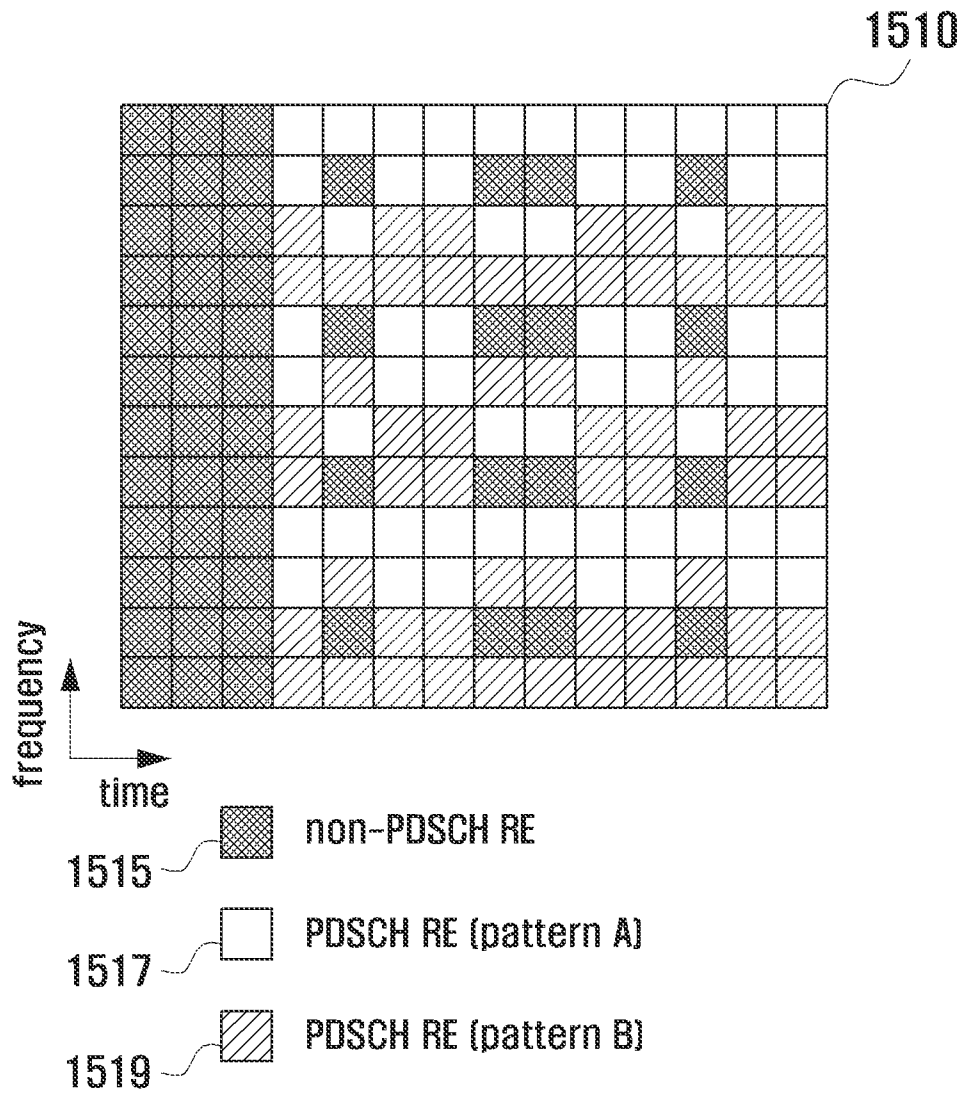 1510
frequency
time
non-PDSCH RE
1515
PDSCH RE (pattern A)
1517
PDSCH RE (pattern B)
1519